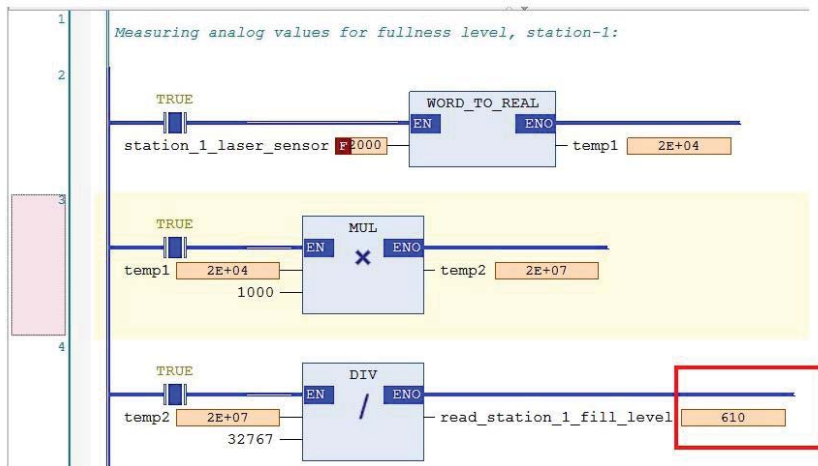 1
Measuring analog values for fullness level, station-1:
2
TRUE
WORD_TO_REAL
EN ENO
station_1_laser_sensor F 2000 temp1 2E+04
3
TRUE
MUL
EN ENO
×
temp1 2E+04 temp2 2E+07
1000
4
TRUE
DIV
EN ENO
/
temp2 2E+07 read_station_1_fill_level 610
32767